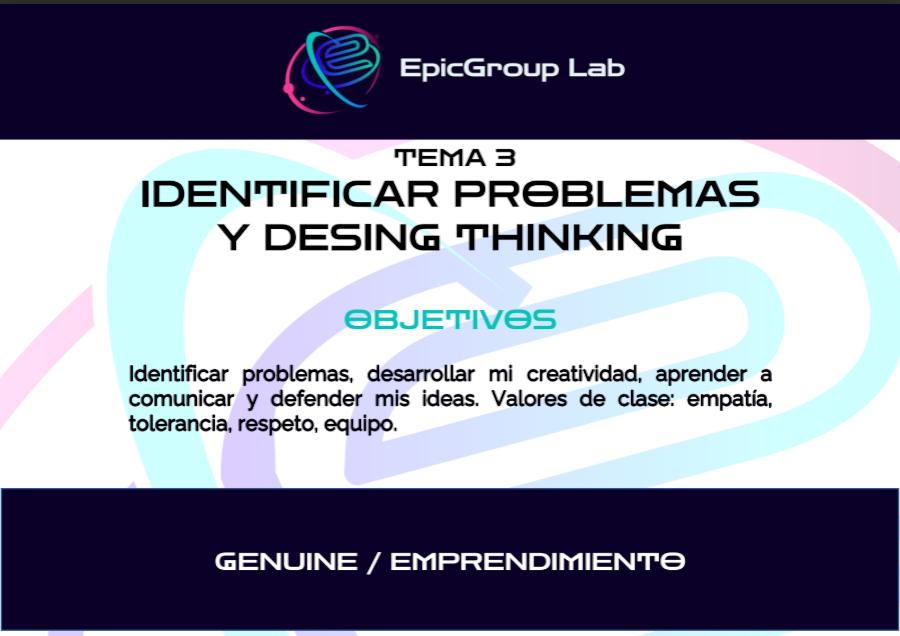 EpicGroup Lab
TEMA 3
IDENTIFICAR PROBLEMAS
Y DESING THINKING
OBJETIVOS
Identificar problemas, desarrollar mi creatividad, aprender a
comunicar y defender mis ideas. Valores de clase: empatía,
tolerancia, respeto, equipo.
GENUINE / EMPRENDIMIENTO